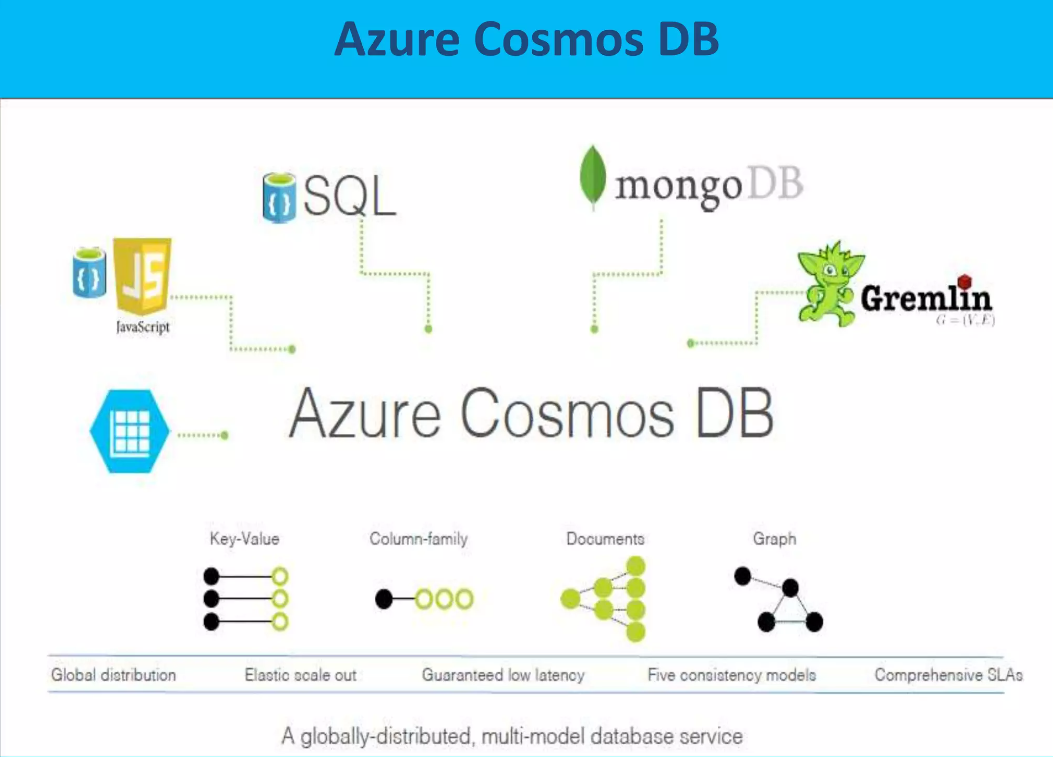 Azure Cosmos DB
{} SQL
mongoDB
{} JS
JavaScript
Gremlin
G = (V, E)
Azure Cosmos DB
Key-Value Column-family Documents Graph
Global distribution Elastic scale out Guaranteed low latency Five consistency models Comprehensive SLAs
A globally-distributed, multi-model database service